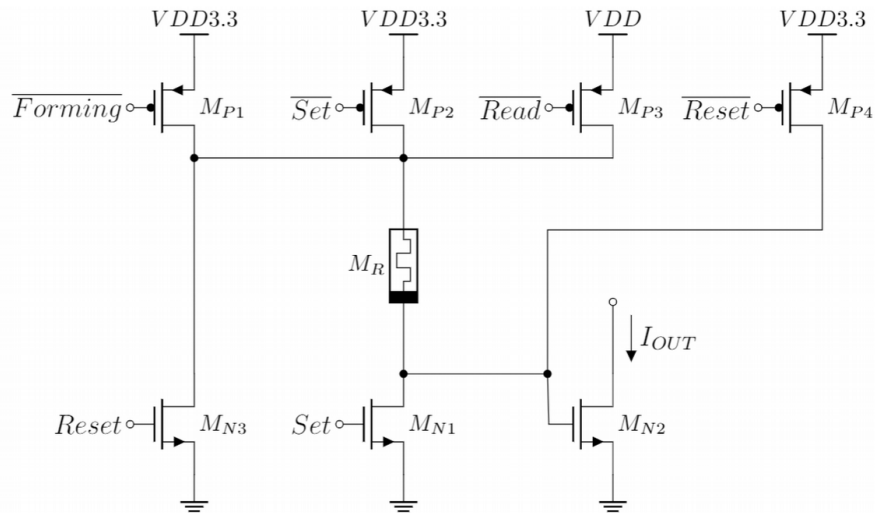 VDD3.3 VDD3.3 VDD VDD3.3
Forming M_P1 Set M_P2 Read M_P3 Reset M_P4
M_R
I_OUT
Reset M_N3 Set M_N1 M_N2